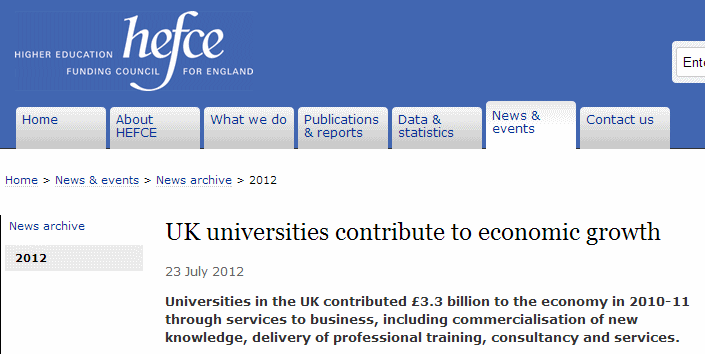 HIGHER EDUCATION hefce
FUNDING COUNCIL FOR ENGLAND
Ent
Home
About
HEFCE
What we do
Publications
& reports
Data &
statistics
News &
events
Contact us
Home > News & events > News archive > 2012
News archive
2012
UK universities contribute to economic growth
23 July 2012
Universities in the UK contributed £3.3 billion to the economy in 2010-11
through services to business, including commercialisation of new
knowledge, delivery of professional training, consultancy and services.